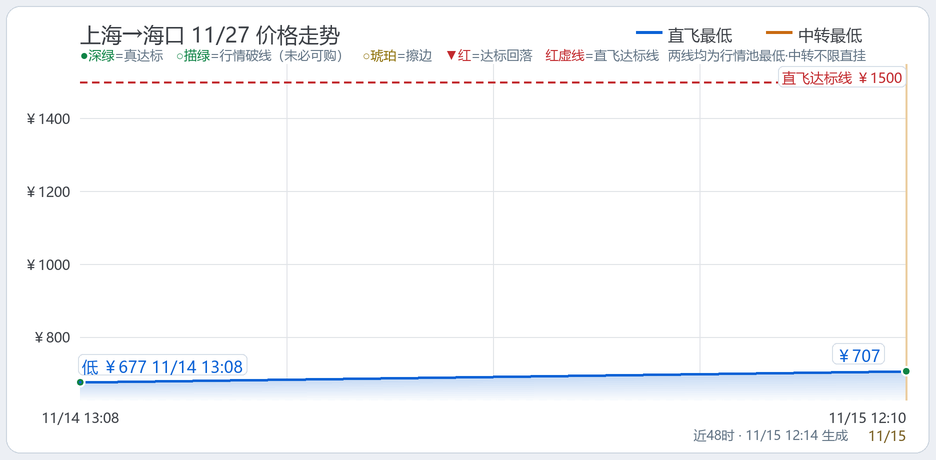 上海→海口 11/27 价格走势
直飞最低 中转最低
●深绿=真达标 ○描绿=行情破线（未必可购） ○琥珀=擦边 ▼红=达标回落 红虚线=直飞达标线 两线均为行情池最低·中转不限直挂
直飞达标线 ¥1500
¥1400
¥1200
¥1000
¥800
低 ¥677 11/14 13:08
¥707
11/14 13:08 11/15 12:10
近48时 · 11/15 12:14 生成 11/15